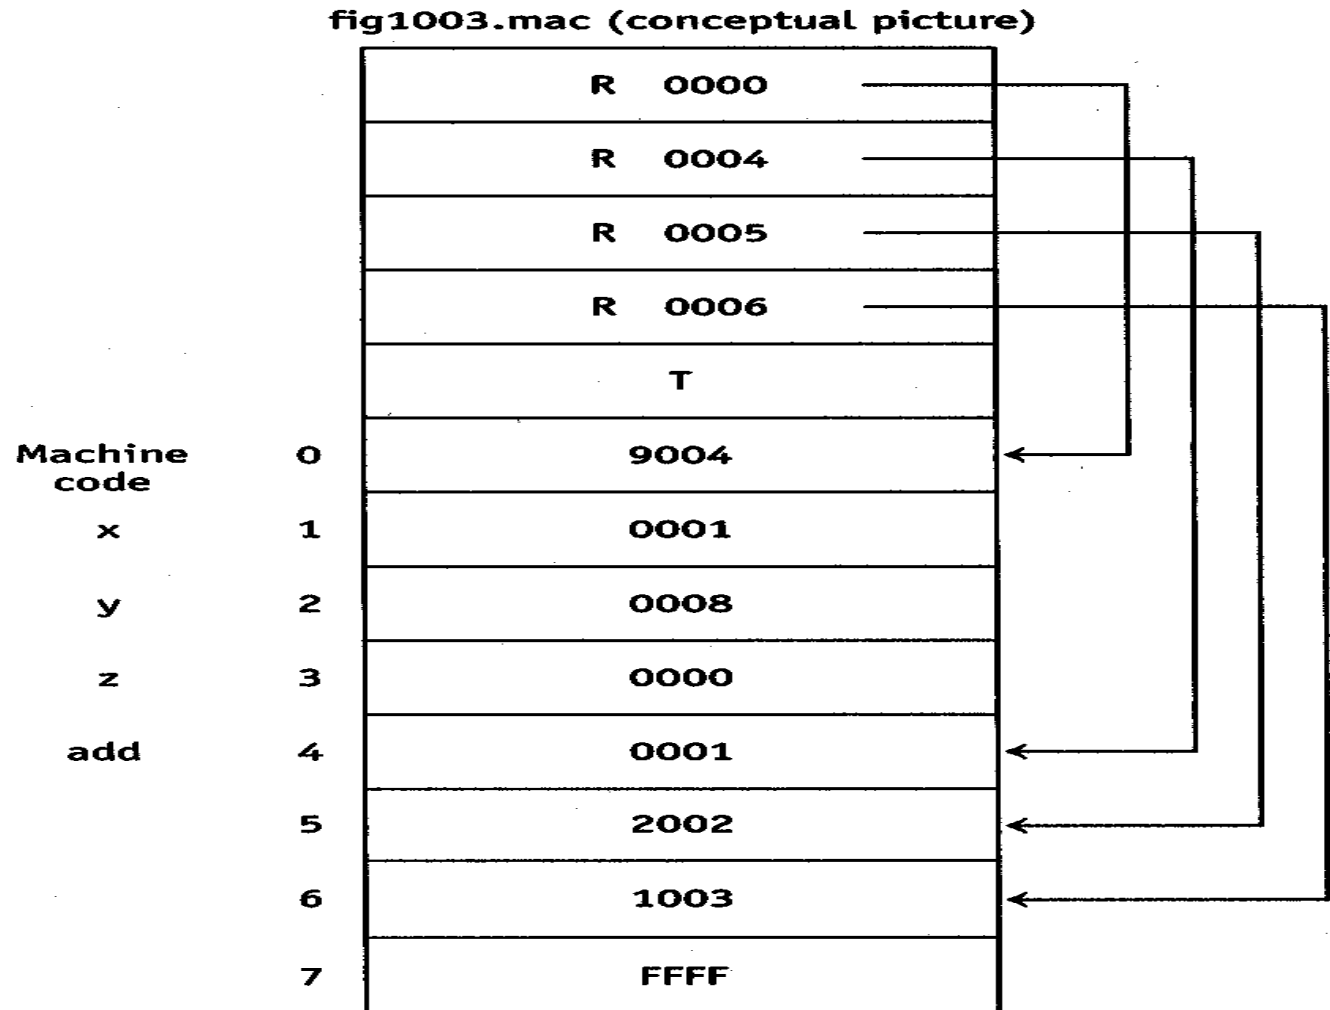 fig1003.mac (conceptual picture)
R 0000
R 0004
R 0005
R 0006
T
Machine code 0 9004
x 1 0001
y 2 0008
z 3 0000
add 4 0001
5 2002
6 1003
7 FFFF